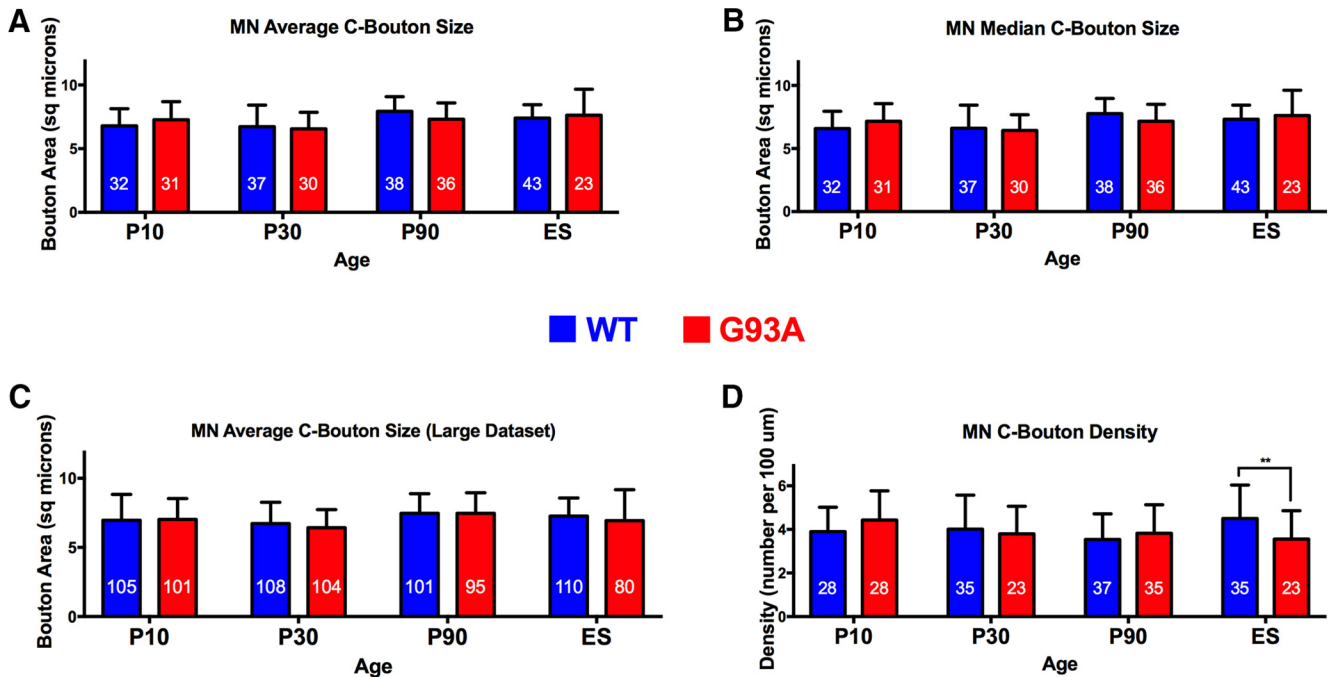 A
MN Average C-Bouton Size
Bouton Area (sq microns)
10
5
0
32 31 37 30 38 36 43 23
P10 P30 P90 ES
Age
B
MN Median C-Bouton Size
Bouton Area (sq microns)
10
5
0
32 31 37 30 38 36 43 23
P10 P30 P90 ES
Age
WT G93A
C
MN Average C-Bouton Size (Large Dataset)
Bouton Area (sq microns)
10
5
0
105 101 108 104 101 95 110 80
P10 P30 P90 ES
Age
D
MN C-Bouton Density
Density (number per 100 um)
6
4
2
0
**
28 28 35 23 37 35 35 23
P10 P30 P90 ES
Age